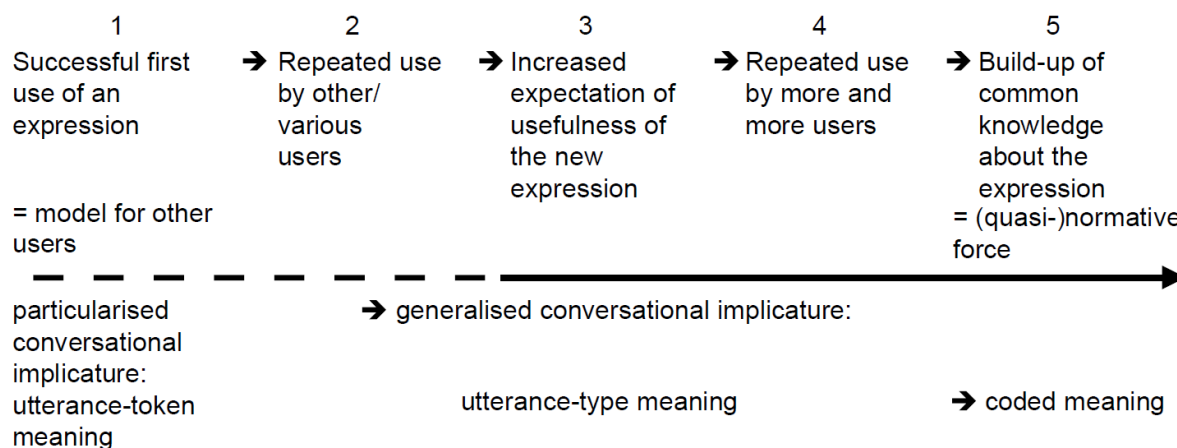 1
2
3
4
5
Successful first
use of an
expression
= model for other
users
➔ Repeated use
by other/
various
users
➔ Increased
expectation of
usefulness of
the new
expression
➔ Repeated use
by more and
more users
➔ Build-up of
common
knowledge
about the
expression
= (quasi-)normative
force
particularised
conversational
implicature:
utterance-token
meaning
➔ generalised conversational implicature:
utterance-type meaning
➔ coded meaning